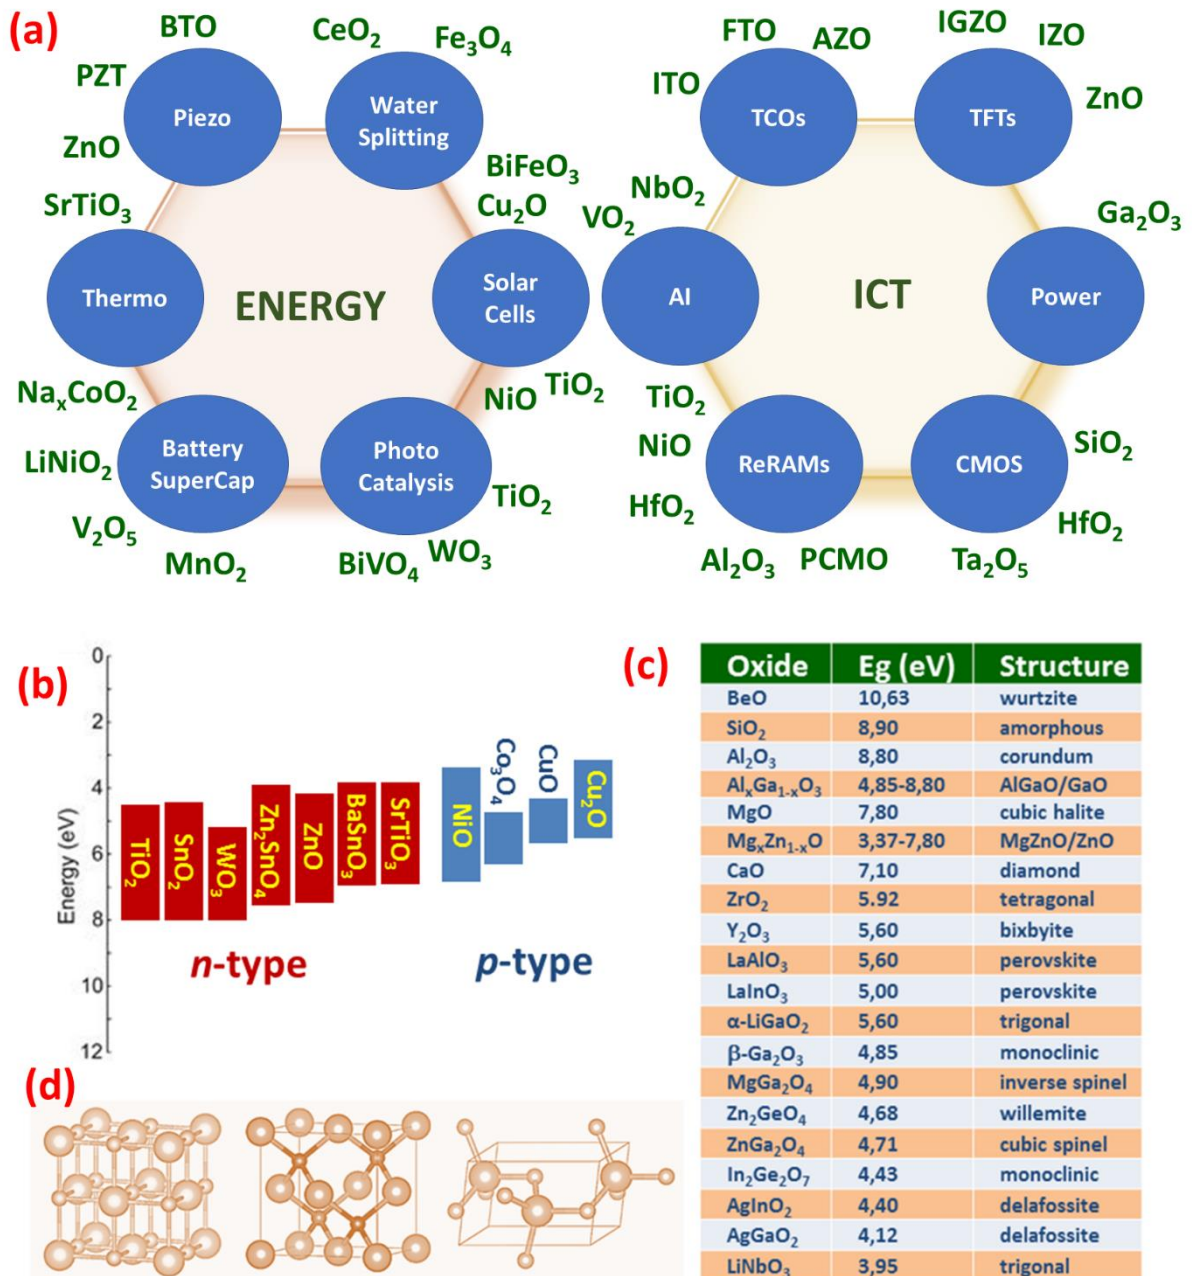 (a)
BTO
CeO₂
Fe₃O₄
PZT
Piezo
Water
Splitting
ZnO
BiFeO₃
SrTiO₃
Cu₂O
Thermo
ENERGY
Solar
Cells
NaₓCoO₂
NiO
TiO₂
LiNiO₂
Battery
SuperCap
Photo
Catalysis
TiO₂
V₂O₅
MnO₂
BiVO₄
WO₃
FTO
AZO
IGZO
IZO
ITO
TCOs
TFTs
ZnO
NbO₂
VO₂
Ga₂O₃
AI
ICT
Power
TiO₂
NiO
ReRAMs
CMOS
SiO₂
HfO₂
HfO₂
Al₂O₃
PCMO
Ta₂O₅
(b)
Energy (eV)
0
2
4
6
8
10
12
TiO₂
SnO₂
WO₃
Zn₂SnO₄
ZnO
BaSnO₃
SrTiO₃
NiO
Co₃O₄
CuO
Cu₂O
n-type
p-type
(c)
Oxide Eg (eV) Structure
BeO 10,63 wurtzite
SiO₂ 8,90 amorphous
Al₂O₃ 8,80 corundum
AlₓGa₁₋ₓO₃ 4,85-8,80 AlGaO/GaO
MgO 7,80 cubic halite
MgₓZn₁₋ₓO 3,37-7,80 MgZnO/ZnO
CaO 7,10 diamond
ZrO₂ 5.92 tetragonal
Y₂O₃ 5,60 bixbyite
LaAlO₃ 5,60 perovskite
LaInO₃ 5,00 perovskite
α-LiGaO₂ 5,60 trigonal
β-Ga₂O₃ 4,85 monoclinic
MgGa₂O₄ 4,90 inverse spinel
Zn₂GeO₄ 4,68 willemite
ZnGa₂O₄ 4,71 cubic spinel
In₂Ge₂O₇ 4,43 monoclinic
AgInO₂ 4,40 delafossite
AgGaO₂ 4,12 delafossite
LiNbO₃ 3,95 trigonal
(d)